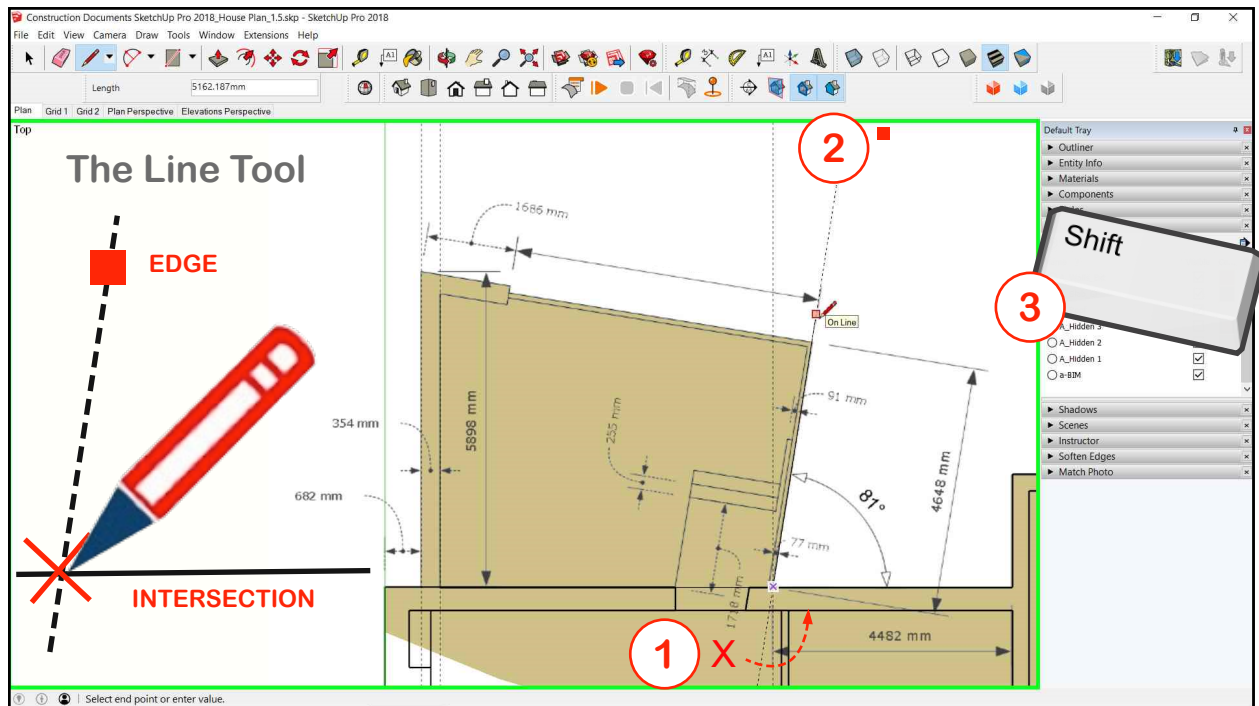 Construction Documents SketchUp Pro 2018_House Plan_1.5.skp - SketchUp Pro 2018
File Edit View Camera Draw Tools Window Extensions Help
A1
A1
Length 5162.187mm
Plan Grid 1 Grid 2 Plan Perspective Elevations Perspective
Top
The Line Tool
EDGE
INTERSECTION
2
1686 mm
On Line
354 mm
682 mm
5898 mm
255 mm
91 mm
4648 mm
81°
77 mm
1718 mm
4482 mm
1 X
Default Tray
Outliner
Entity Info
Materials
Components
Shift
3
A_Hidden 3
A_Hidden 2
A_Hidden 1
a-BIM
Shadows
Scenes
Instructor
Soften Edges
Match Photo
Select end point or enter value.